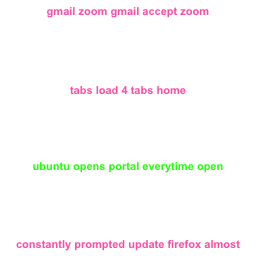 gmail zoom gmail accept zoom
tabs load 4 tabs home
ubuntu opens portal everytime open
constantly prompted update firefox almost